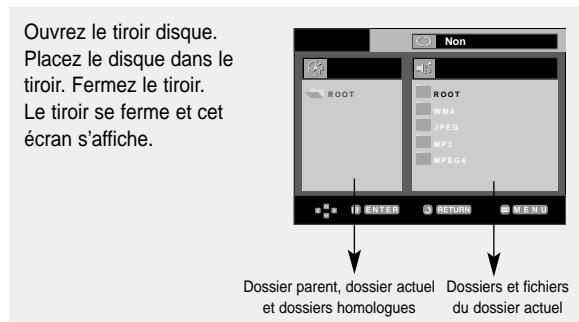 Ouvrez le tiroir disque.
Placez le disque dans le
tiroir. Fermez le tiroir.
Le tiroir se ferme et cet
écran s’affiche.
Non
ROOT
ROOT
WMA
JPEG
MP3
MPEG4
ENTER RETURN MENU
Dossier parent, dossier actuel
et dossiers homologues
Dossiers et fichiers
du dossier actuel